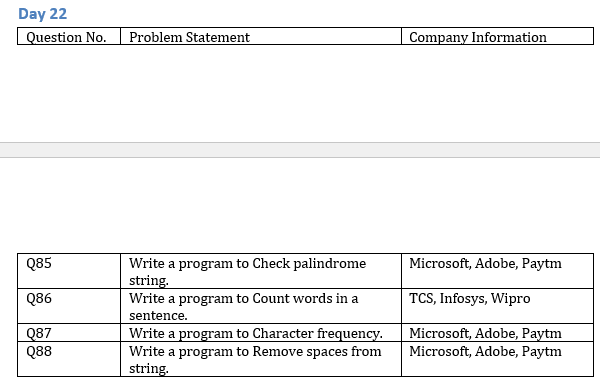 Day 22
Question No. Problem Statement Company Information
Q85 Write a program to Check palindrome Microsoft, Adobe, Paytm
string.
Q86 Write a program to Count words in a TCS, Infosys, Wipro
sentence.
Q87 Write a program to Character frequency. Microsoft, Adobe, Paytm
Q88 Write a program to Remove spaces from Microsoft, Adobe, Paytm
string.